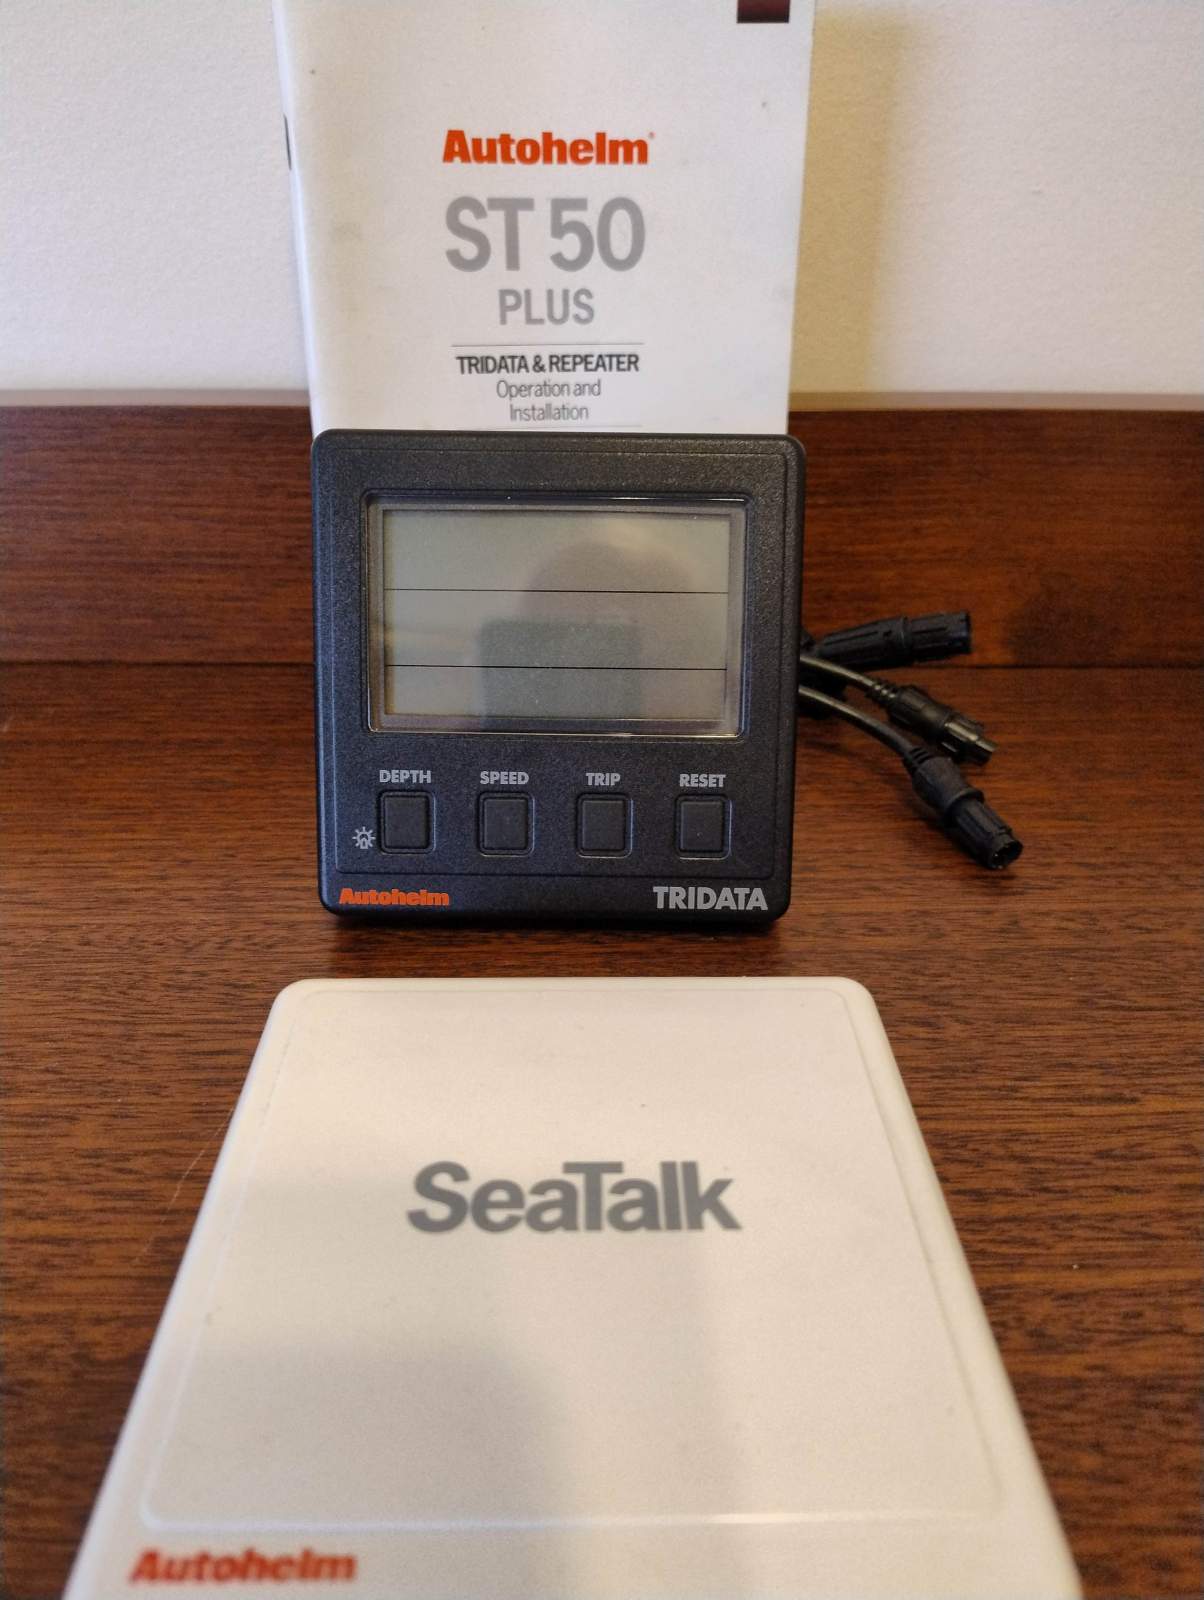 Autohelm®
ST 50
PLUS
TRIDATA & REPEATER
Operation and
Installation
DEPTH SPEED TRIP RESET
Autohelm TRIDATA
SeaTalk
Autohelm